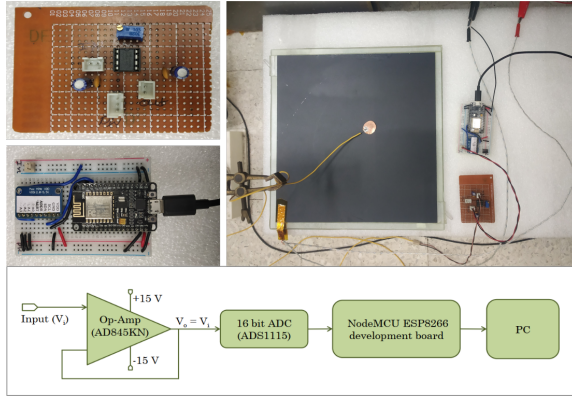 +15 V
Input (Vᵢ)
Op-Amp
(AD845KN)
-15 V
Vₒ = Vᵢ
16 bit ADC
(ADS1115)
NodeMCU ESP8266
development board
PC